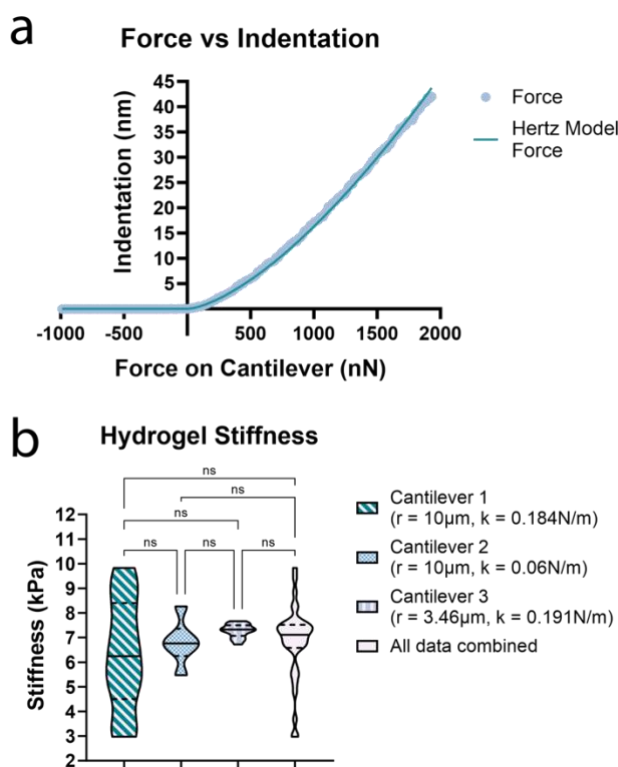 a
Force vs Indentation
Indentation (nm)
45
40
35
30
25
20
15
10
5
-1000 -500 500 1000 1500 2000
Force on Cantilever (nN)
Force
Hertz Model
Force
b
Hydrogel Stiffness
ns
ns
ns
ns ns ns
Stiffness (kPa)
12
11
10
9
8
7
6
5
4
3
2
Cantilever 1
(r = 10µm, k = 0.184N/m)
Cantilever 2
(r = 10µm, k = 0.06N/m)
Cantilever 3
(r = 3.46µm, k = 0.191N/m)
All data combined